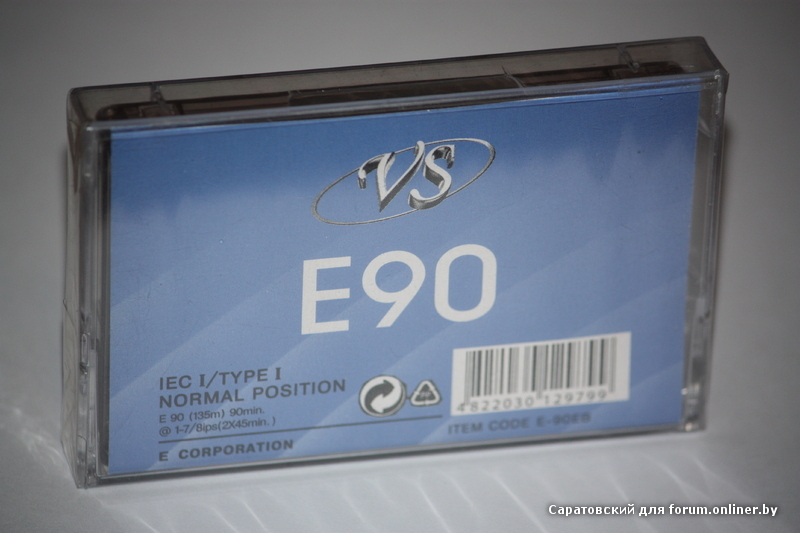 VS
E90
IEC I/TYPE I
NORMAL POSITION
E 90 (135m) 90min.
@ 1-7/8ips(2X45min.)
E CORPORATION
4822030 129799
ITEM CODE E-90EB
Саратовский для forum.onliner.by